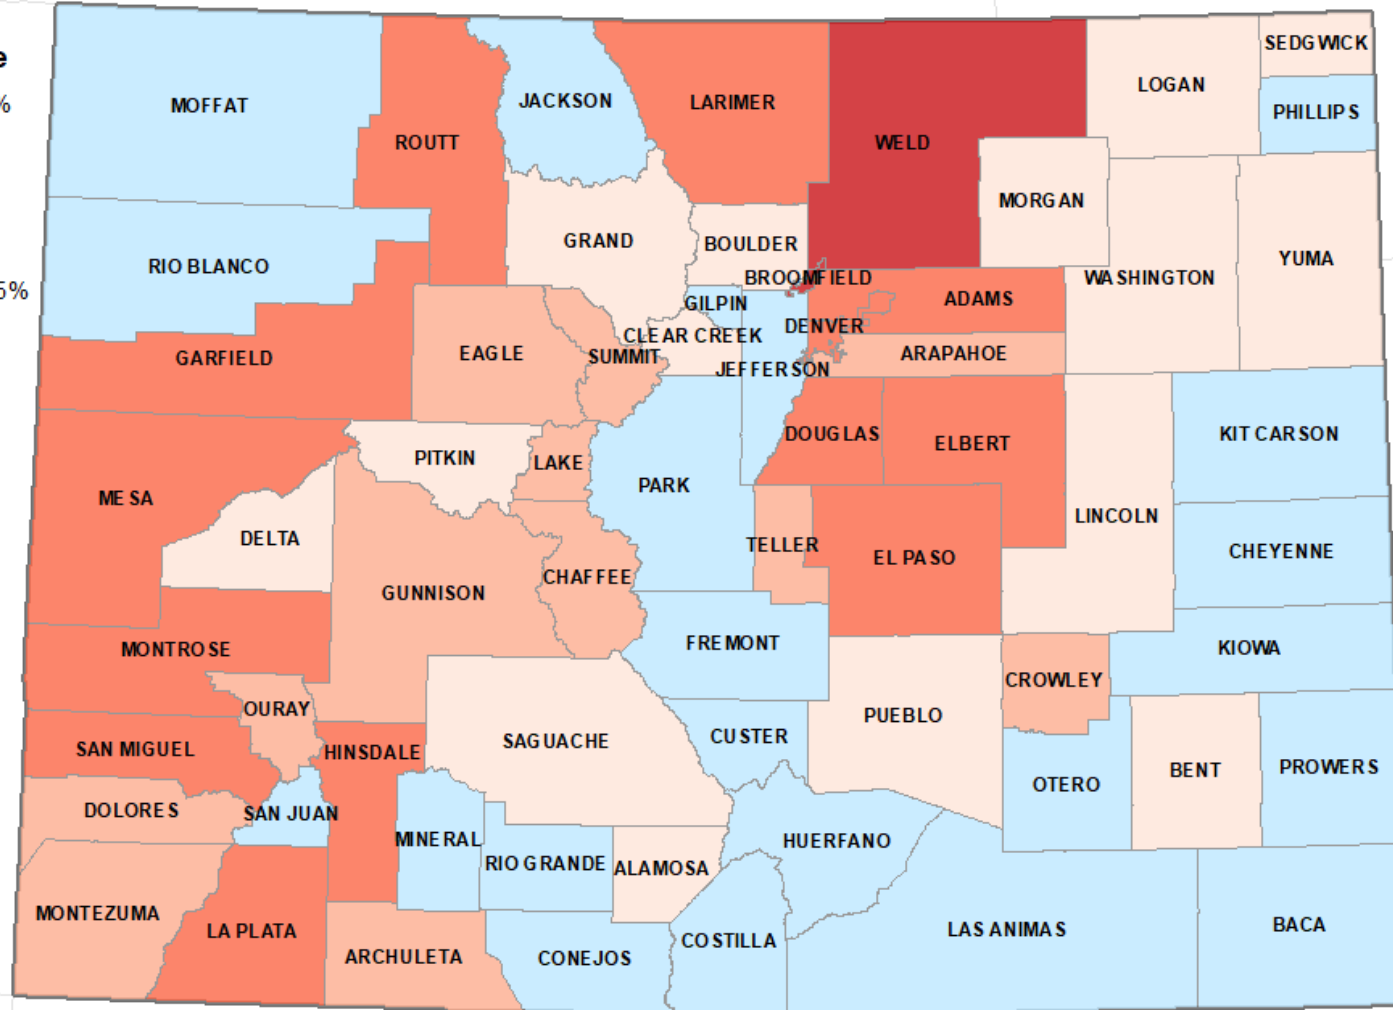 e
%
5%
MOFFAT
ROUTT
JACKSON
LARIMER
WELD
LOGAN
SEDGWICK
PHILLIPS
MORGAN
RIO BLANCO
GRAND
BOULDER
BROOMFIELD
WASHINGTON
YUMA
GILPIN
ADAMS
DENVER
CLEAR CREEK
GARFIELD
EAGLE
SUMMIT
ARAPAHOE
JEFFERSON
DOUGLAS
ELBERT
KIT CARSON
PITKIN
LAKE
PARK
MESA
LINCOLN
DELTA
TELLER
EL PASO
CHEYENNE
CHAFFEE
GUNNISON
MONTROSE
FREMONT
KIOWA
CROWLEY
OURAY
PUEBLO
SAN MIGUEL
HINSDALE
SAGUACHE
CUSTER
OTERO
BENT
PROWERS
DOLORES
SAN JUAN
MINERAL
RIO GRANDE
ALAMOSA
HUERFANO
MONTEZUMA
LA PLATA
ARCHULETA
CONEJOS
COSTILLA
LAS ANIMAS
BACA